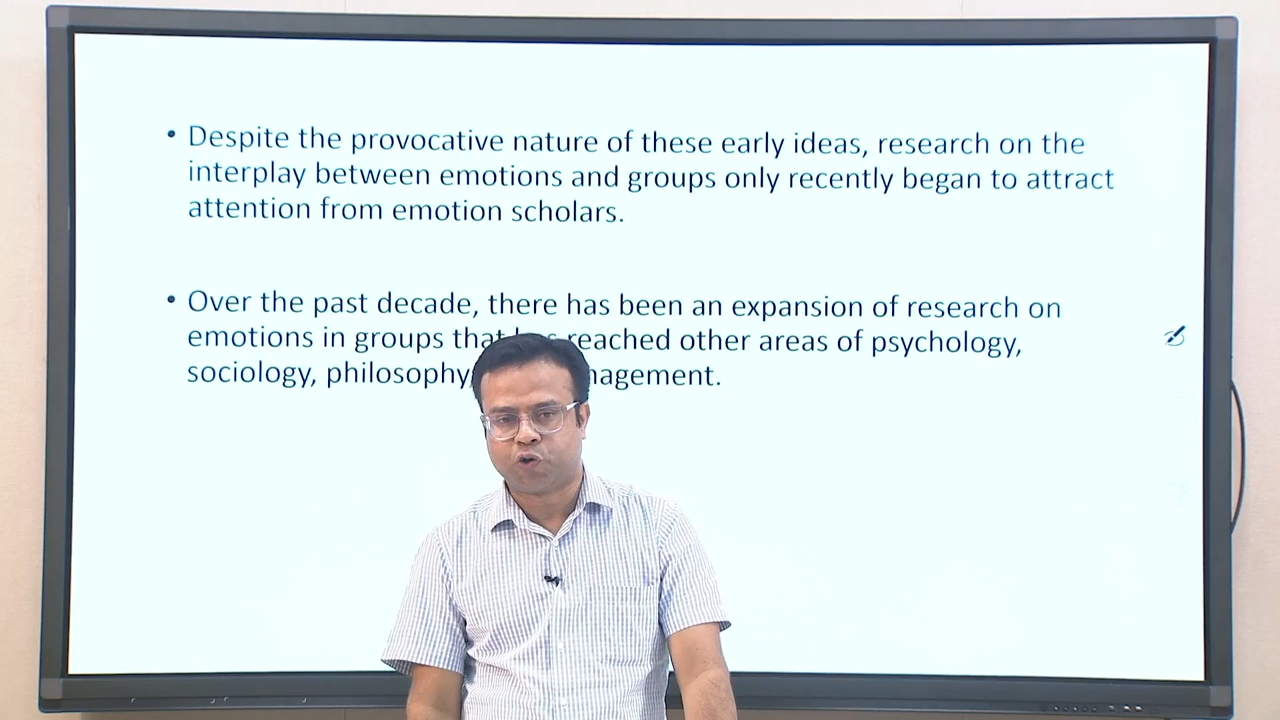 • Despite the provocative nature of these early ideas, research on the
interplay between emotions and groups only recently began to attract
attention from emotion scholars.
• Over the past decade, there has been an expansion of research on
emotions in groups that has reached other areas of psychology,
sociology, philosophy, nagement.